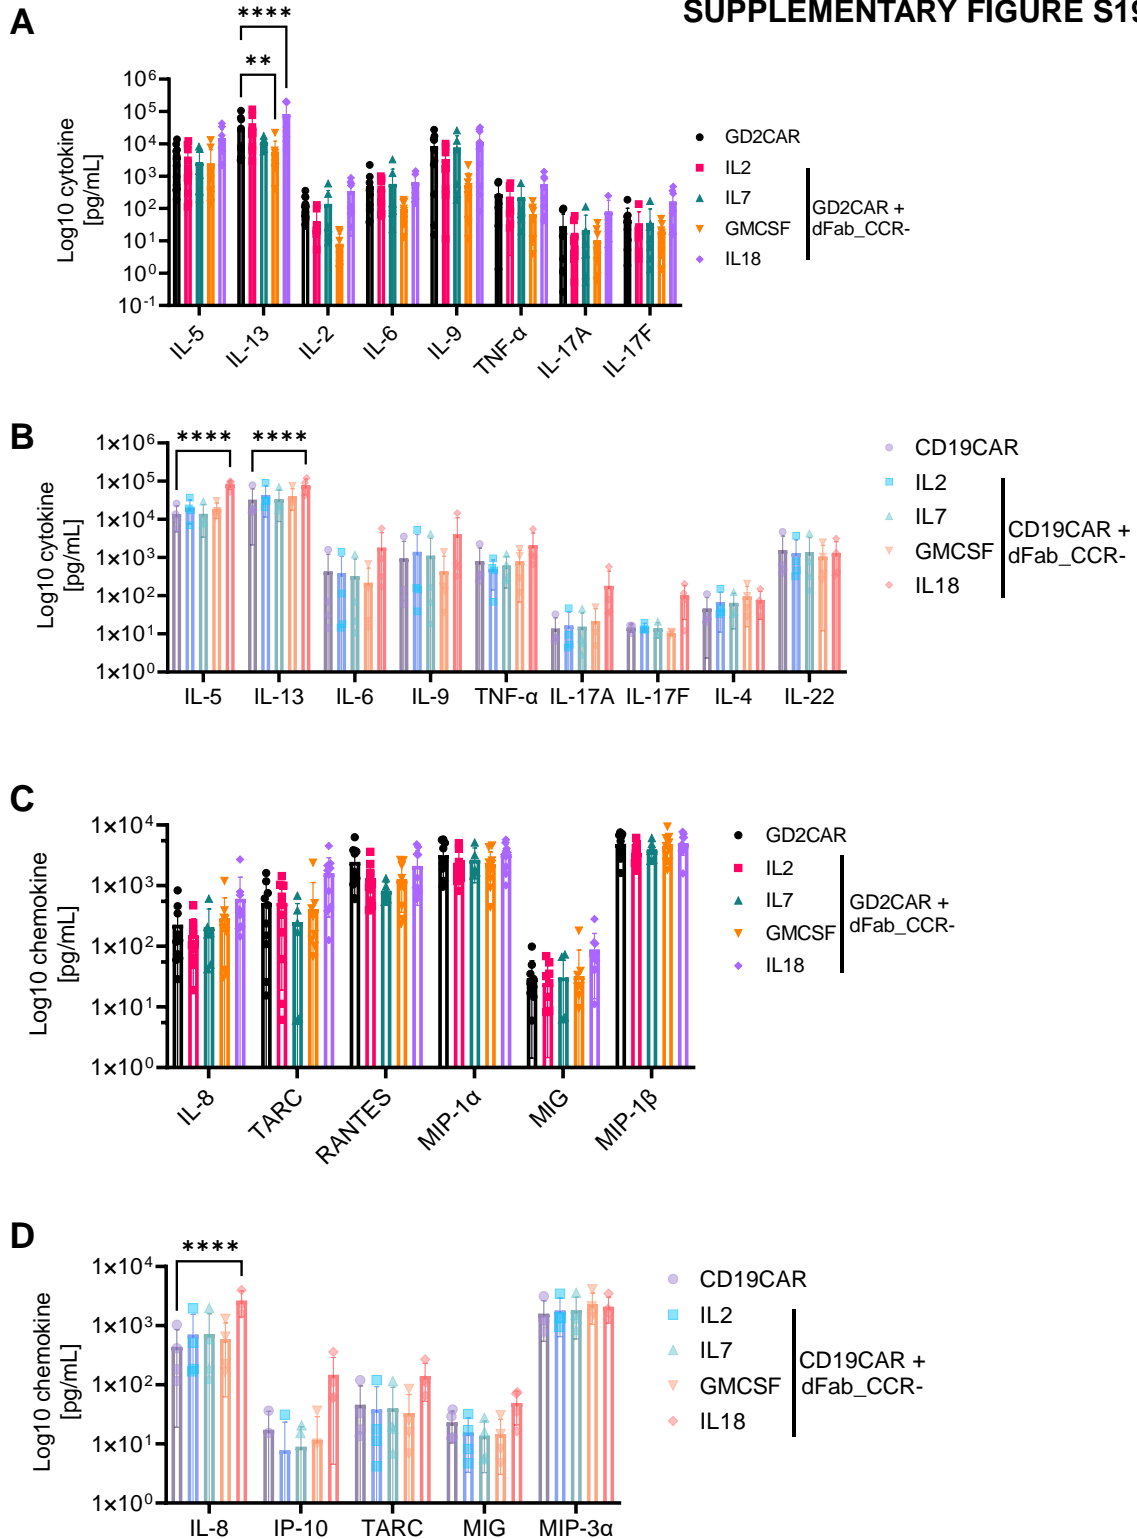 SUPPLEMENTARY FIGURE S19
A
****
**
Log10 cytokine
[pg/mL]
10⁶
10⁵
10⁴
10³
10²
10¹
10⁰
10⁻¹
IL-5
IL-13
IL-2
IL-6
IL-9
TNF-α
IL-17A
IL-17F
GD2CAR
IL2
IL7
GMCSF
IL18
GD2CAR +
dFab_CCR-
B
****
****
Log10 cytokine
[pg/mL]
1×10⁶
1×10⁵
1×10⁴
1×10³
1×10²
1×10¹
1×10⁰
IL-5
IL-13
IL-6
IL-9
TNF-α
IL-17A
IL-17F
IL-4
IL-22
CD19CAR
IL2
IL7
GMCSF
IL18
CD19CAR +
dFab_CCR-
C
Log10 chemokine
[pg/mL]
1×10⁴
1×10³
1×10²
1×10¹
1×10⁰
IL-8
TARC
RANTES
MIP-1α
MIG
MIP-1β
GD2CAR
IL2
IL7
GMCSF
IL18
GD2CAR +
dFab_CCR-
D
****
Log10 chemokine
[pg/mL]
1×10⁴
1×10³
1×10²
1×10¹
1×10⁰
IL-8
IP-10
TARC
MIG
MIP-3α
CD19CAR
IL2
IL7
GMCSF
IL18
CD19CAR +
dFab_CCR-